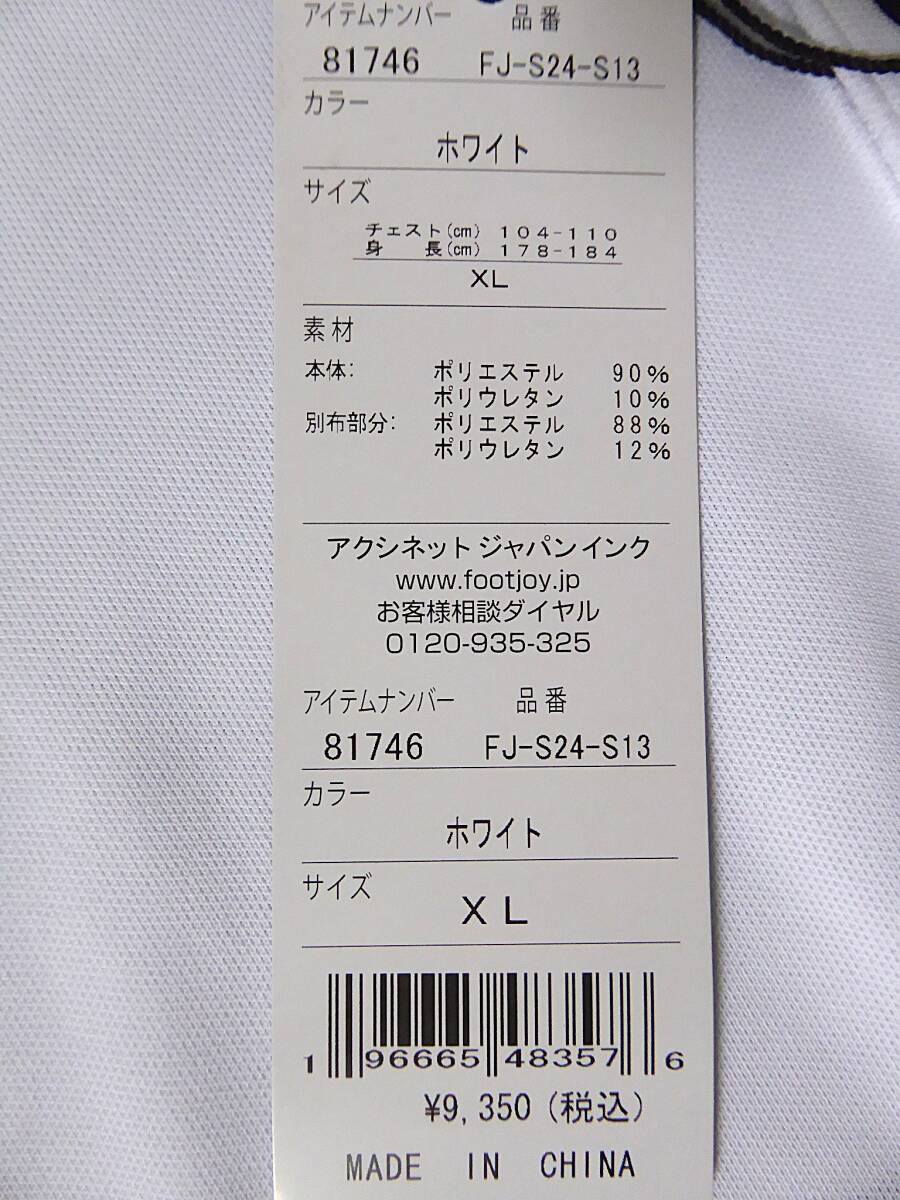 アイテムナンバー 品番
81746 FJ-S24-S13
カラー
ホワイト
サイズ
チェスト(cm) 104-110
身 長(cm) 178-184
XL
素材
本体: ポリエステル 90%
ポリウレタン 10%
別布部分: ポリエステル 88%
ポリウレタン 12%
アクシネット ジャパン インク
www.footjoy.jp
お客様相談ダイヤル
0120-935-325
アイテムナンバー 品番
81746 FJ-S24-S13
カラー
ホワイト
サイズ
XL
1 96665 48357 6
¥9,350(税込)
MADE IN CHINA